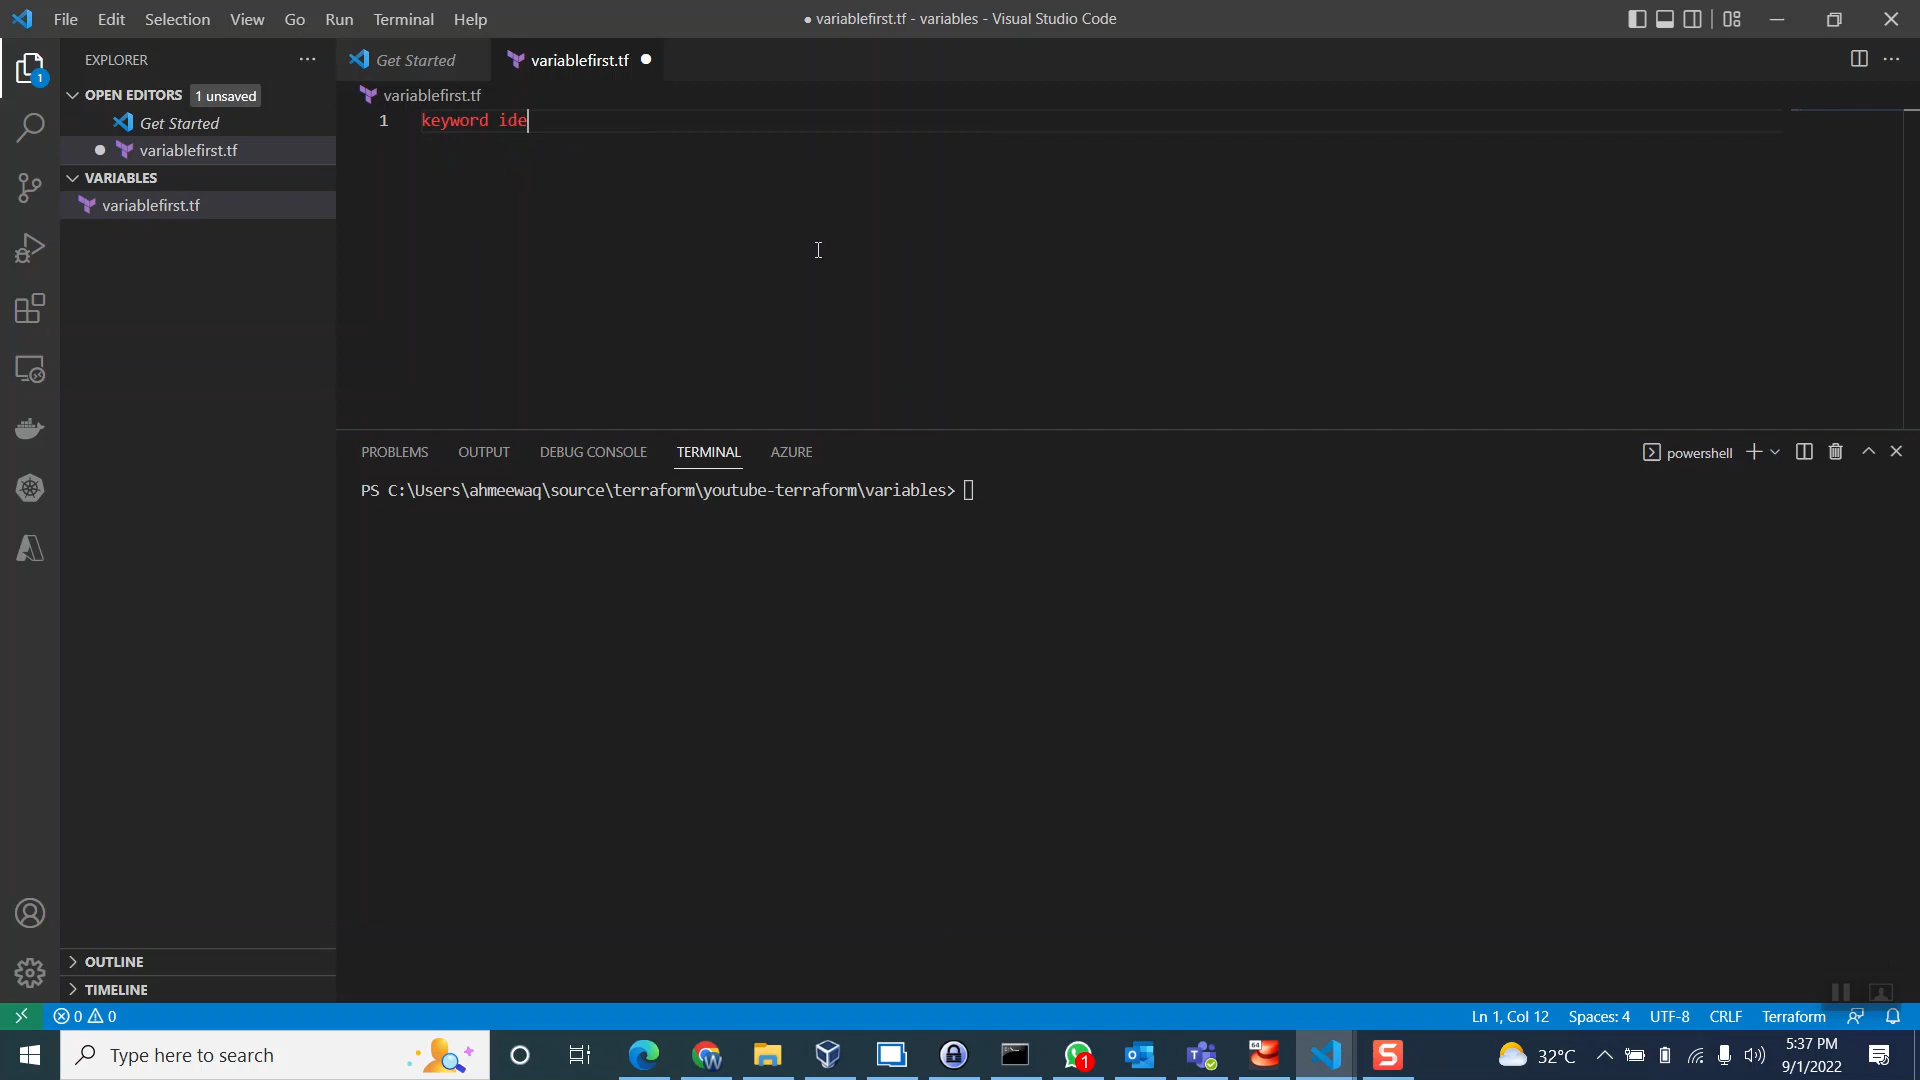 File Edit Selection View Go Run Terminal Help
● variablefirst.tf - variables - Visual Studio Code
EXPLORER
1
OPEN EDITORS 1 unsaved
Get Started
variablefirst.tf
VARIABLES
variablefirst.tf
OUTLINE
TIMELINE
Get Started
variablefirst.tf
variablefirst.tf
1 keyword ide
PROBLEMS OUTPUT DEBUG CONSOLE TERMINAL AZURE
powershell
PS C:\Users\ahmeewaq\source\terraform\youtube-terraform\variables>
0 0
Ln 1, Col 12 Spaces: 4 UTF-8 CRLF Terraform
Type here to search
W
1
64
S
32°C
5:37 PM
9/1/2022